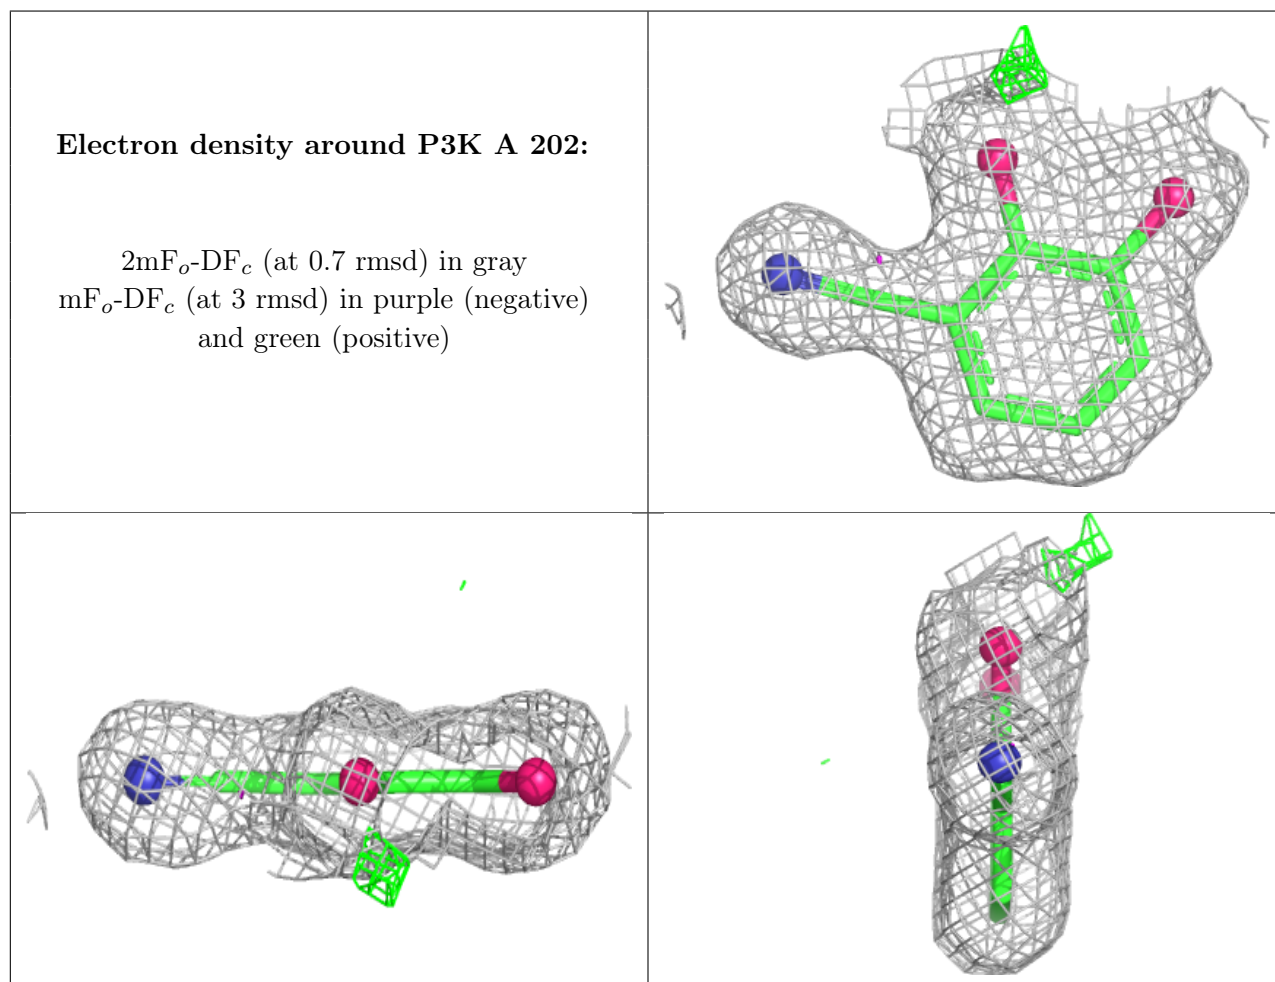 Electron density around P3K A 202:
2mFo-DFc (at 0.7 rmsd) in gray
mFo-DFc (at 3 rmsd) in purple (negative)
and green (positive)